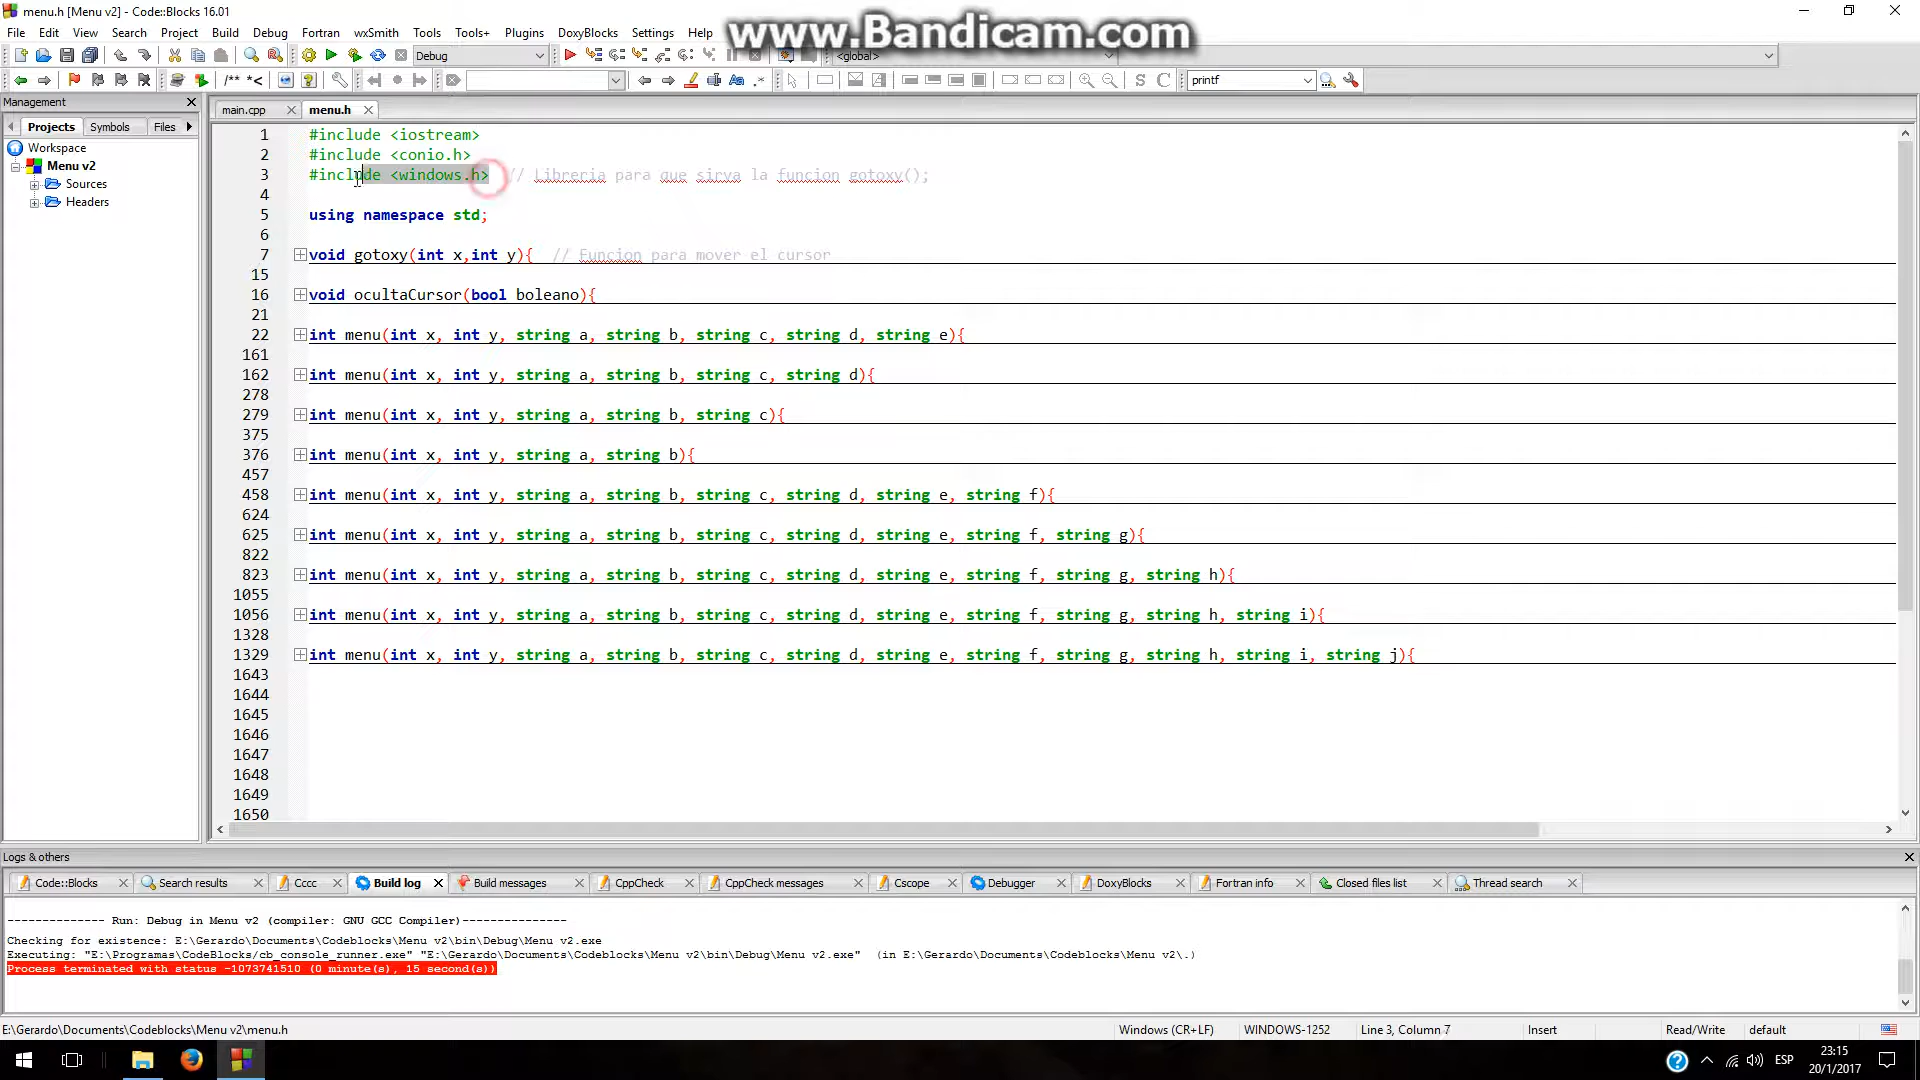 menu.h [Menu v2] - Code::Blocks 16.01
www.Bandicam.com
File Edit View Search Project Build Debug Fortran wxSmith Tools Tools+ Plugins DoxyBlocks Settings Help
Debug <global>
/** *< Aa .* S C printf
Management
main.cpp menu.h
Projects Symbols Files
Workspace
Menu v2
Sources
Headers
1 #include <iostream>
2 #include <conio.h>
3 #include <windows.h> // Libreria para que sirva la funcion gotoxy();
4
5 using namespace std;
6
7 void gotoxy(int x,int y){ // Funcion para mover el cursor
15
16 void ocultaCursor(bool boleano){
21
22 int menu(int x, int y, string a, string b, string c, string d, string e){
161
162 int menu(int x, int y, string a, string b, string c, string d){
278
279 int menu(int x, int y, string a, string b, string c){
375
376 int menu(int x, int y, string a, string b){
457
458 int menu(int x, int y, string a, string b, string c, string d, string e, string f){
624
625 int menu(int x, int y, string a, string b, string c, string d, string e, string f, string g){
822
823 int menu(int x, int y, string a, string b, string c, string d, string e, string f, string g, string h){
1055
1056 int menu(int x, int y, string a, string b, string c, string d, string e, string f, string g, string h, string i){
1328
1329 int menu(int x, int y, string a, string b, string c, string d, string e, string f, string g, string h, string i, string j){
1643
1644
1645
1646
1647
1648
1649
1650
Logs & others
Code::Blocks Search results Cccc Build log Build messages CppCheck CppCheck messages Cscope Debugger DoxyBlocks Fortran info Closed files list Thread search
-------------- Run: Debug in Menu v2 (compiler: GNU GCC Compiler)---------------
Checking for existence: E:\Gerardo\Documents\Codeblocks\Menu v2\bin\Debug\Menu v2.exe
Executing: "E:\Programas\CodeBlocks/cb_console_runner.exe" "E:\Gerardo\Documents\Codeblocks\Menu v2\bin\Debug\Menu v2.exe" (in E:\Gerardo\Documents\Codeblocks\Menu v2\.)
Process terminated with status -1073741510 (0 minute(s), 15 second(s))
E:\Gerardo\Documents\Codeblocks\Menu v2\menu.h Windows (CR+LF) WINDOWS-1252 Line 3, Column 7 Insert Read/Write default
ESP 23:15
20/1/2017